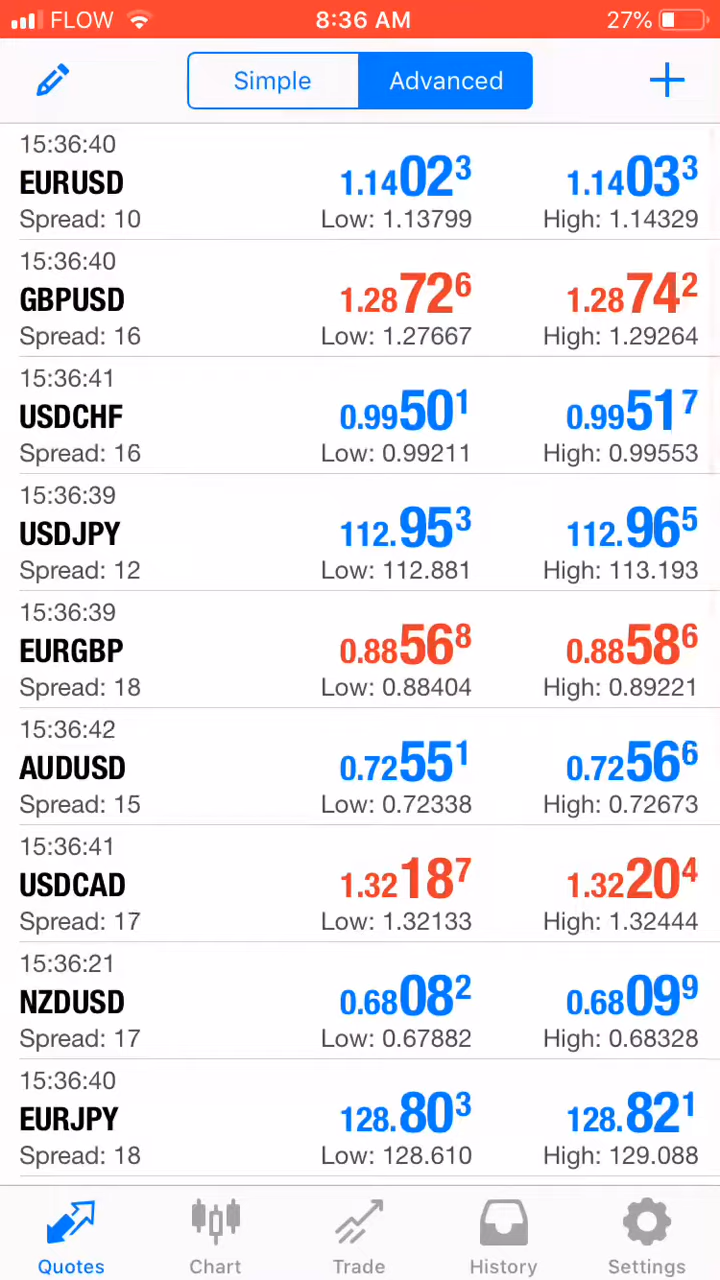 FLOW 8:36 AM 27%
Simple Advanced
15:36:40
EURUSD 1.14023 1.14033
Spread: 10 Low: 1.13799 High: 1.14329
15:36:40
GBPUSD 1.28726 1.28742
Spread: 16 Low: 1.27667 High: 1.29264
15:36:41
USDCHF 0.99501 0.99517
Spread: 16 Low: 0.99211 High: 0.99553
15:36:39
USDJPY 112.953 112.965
Spread: 12 Low: 112.881 High: 113.193
15:36:39
EURGBP 0.88568 0.88586
Spread: 18 Low: 0.88404 High: 0.89221
15:36:42
AUDUSD 0.72551 0.72566
Spread: 15 Low: 0.72338 High: 0.72673
15:36:41
USDCAD 1.32187 1.32204
Spread: 17 Low: 1.32133 High: 1.32444
15:36:21
NZDUSD 0.68082 0.68099
Spread: 17 Low: 0.67882 High: 0.68328
15:36:40
EURJPY 128.803 128.821
Spread: 18 Low: 128.610 High: 129.088
Quotes Chart Trade History Settings